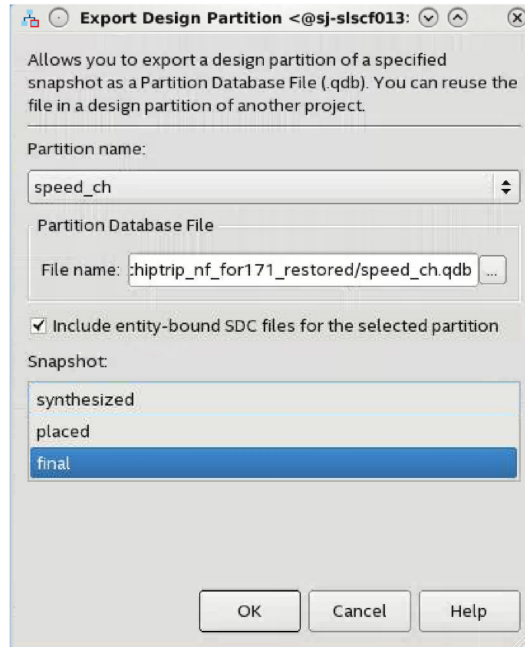 Export Design Partition <@sj-slscf013:
Allows you to export a design partition of a specified
snapshot as a Partition Database File (.qdb). You can reuse the
file in a design partition of another project.
Partition name:
speed_ch
Partition Database File
File name: :hiptrip_nf_for171_restored/speed_ch.qdb ...
Include entity-bound SDC files for the selected partition
Snapshot:
synthesized
placed
final
OK Cancel Help